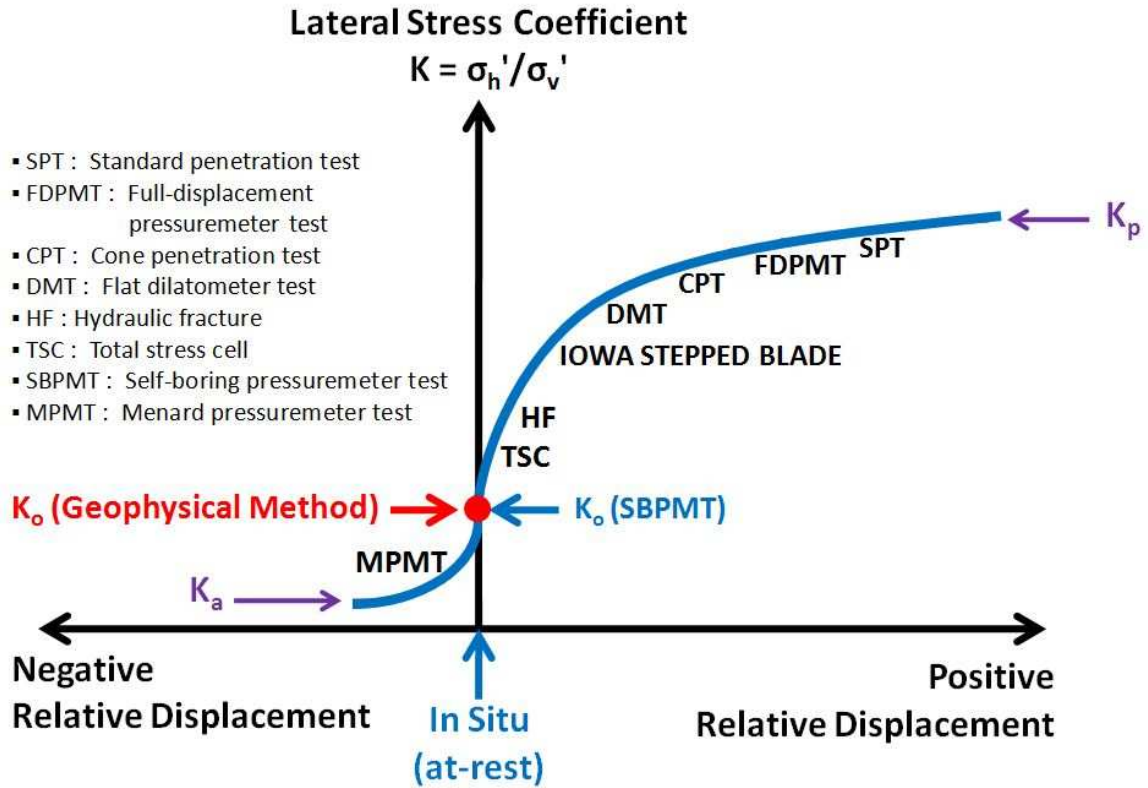 Lateral Stress Coefficient
K = σh'/σv'
▪ SPT : Standard penetration test
▪ FDPMT : Full-displacement
pressuremeter test
▪ CPT : Cone penetration test
▪ DMT : Flat dilatometer test
▪ HF : Hydraulic fracture
▪ TSC : Total stress cell
▪ SBPMT : Self-boring pressuremeter test
▪ MPMT : Menard pressuremeter test
Kp
SPT
FDPMT
CPT
DMT
IOWA STEPPED BLADE
HF
TSC
Ko (Geophysical Method)
Ko (SBPMT)
MPMT
Ka
Negative
Relative Displacement
In Situ
(at-rest)
Positive
Relative Displacement